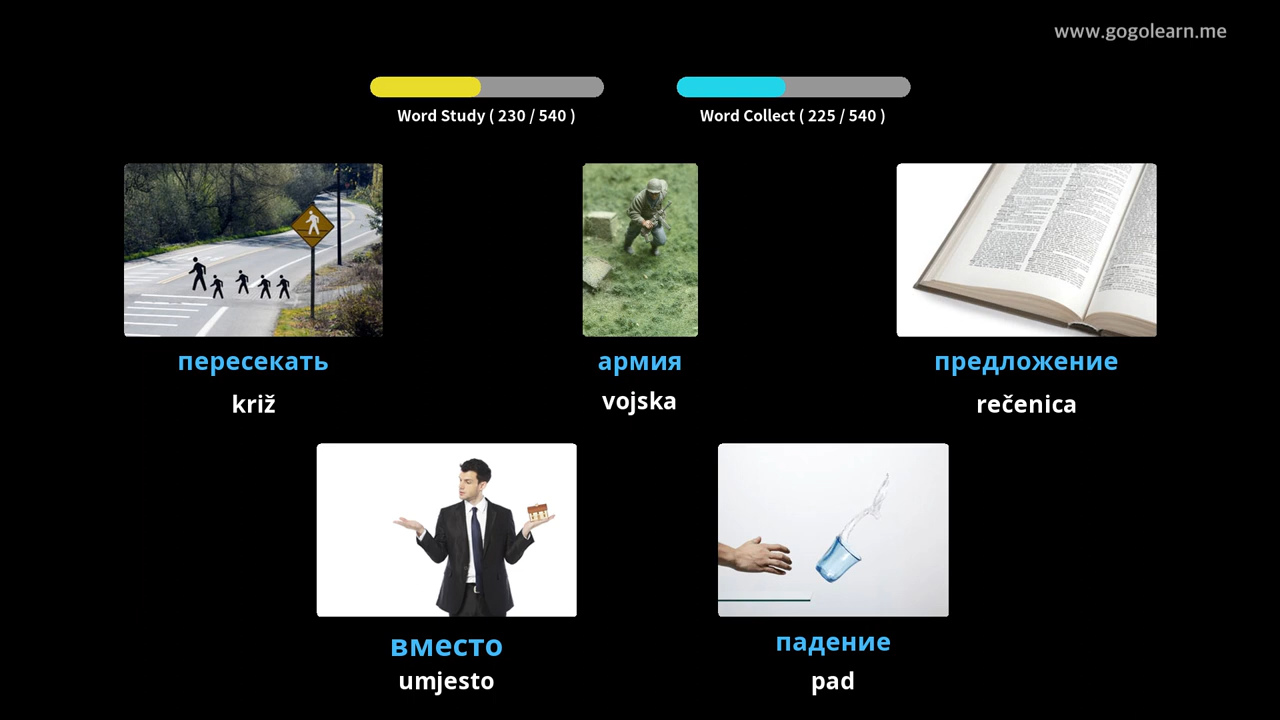 www.gogolearn.me
Word Study ( 230 / 540 )
Word Collect ( 225 / 540 )
пересекать
križ
армия
vojska
предложение
rečenica
вместо
umjesto
падение
pad